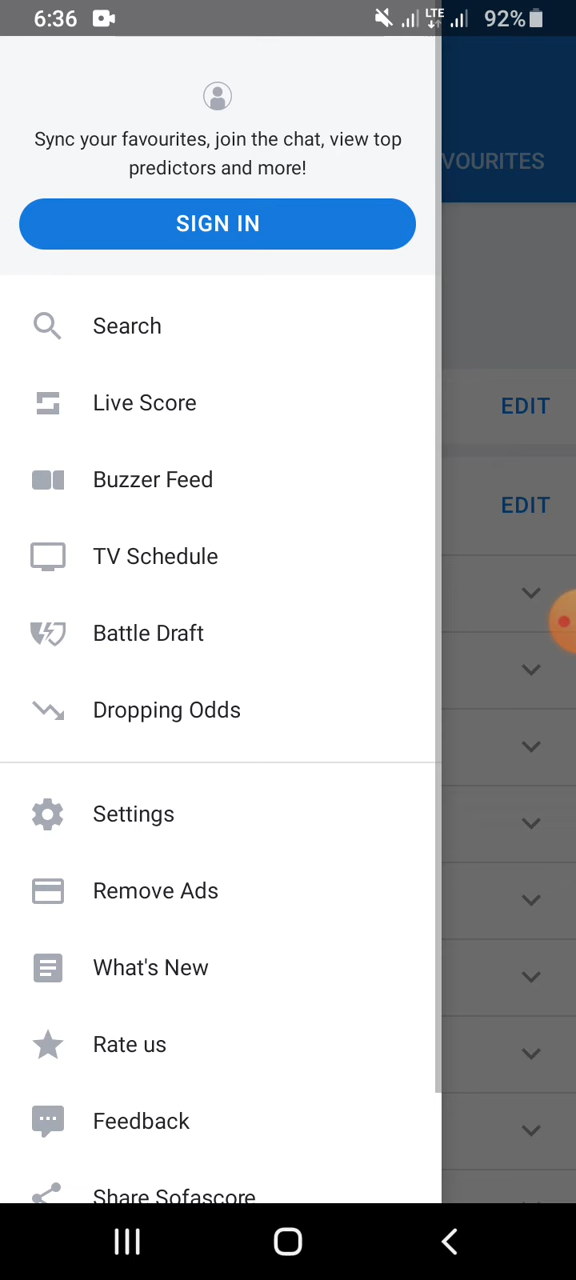 6:36
LTE
92%
Sync your favourites, join the chat, view top
predictors and more!
SIGN IN
VOURITES
Search
Live Score
EDIT
Buzzer Feed
EDIT
TV Schedule
Battle Draft
Dropping Odds
Settings
Remove Ads
What's New
Rate us
Feedback
Share Sofascore